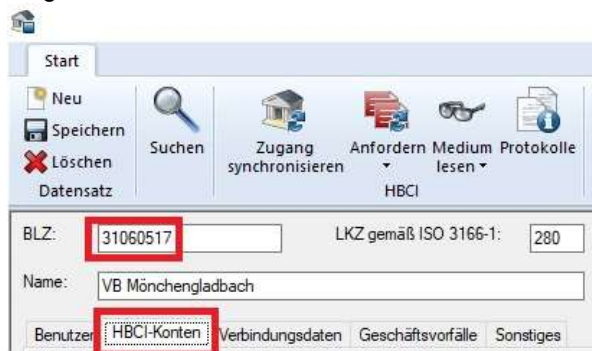 Start
Neu
Speichern
Löschen
Datensatz
Suchen
Zugang
synchronisieren
Anfordern
Medium
lesen
Protokolle
HBCI
BLZ: 31060517 LKZ gemäß ISO 3166-1: 280
Name: VB Mönchengladbach
Benutzer HBCI-Konten Verbindungsdaten Geschäftsvorfälle Sonstiges